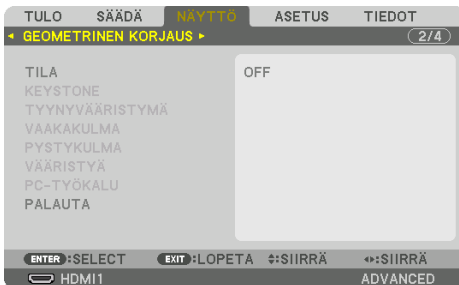 TULO SÄÄDÄ NÄYTTÖ ASETUS TIEDOT
GEOMETRINEN KORJAUS 2/4
TILA OFF
KEYSTONE
TYYNYVÄÄRISTYMÄ
VAAKAKULMA
PYSTYKULMA
VÄÄRISTYÄ
PC-TYÖKALU
PALAUTA
ENTER:SELECT EXIT:LOPETA :SIIRRÄ :SIIRRÄ
HDMI1 ADVANCED